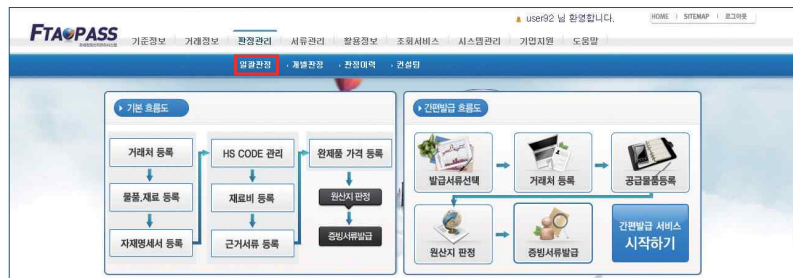 user92 님 환영합니다.
HOME | SITEMAP | 로그아웃
FTA PASS
기준정보 거래정보 판정관리 서류관리 활용정보 조회서비스 시스템관리 기업지원 도움말
일괄판정 · 개별판정 · 판정이력 · 컨설팅
기본 흐름도
거래처 등록
HS CODE 관리
완제품 가격 등록
물품,재료 등록
재료비 등록
원산지 판정
자재명세서 등록
근거서류 등록
증빙서류발급
간편발급 흐름도
발급서류선택
거래처 등록
공급물품등록
원산지 판정
증빙서류발급
간편발급 서비스
시작하기